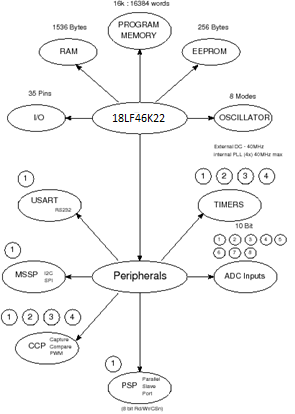 16k : 16384 words
PROGRAM
MEMORY
1536 Bytes
256 Bytes
RAM
EEPROM
35 Pins
8 Modes
I/O
18LF46K22
OSCILLATOR
External DC - 40MHz
Internal PLL (4x) 40MHz max
1
1 2 3 4
USART
RS232
TIMERS
10 Bit
1 2 3 4 5
6 7 8
1
MSSP
I2C
SPI
Peripherals
ADC Inputs
1 2 3 4
CCP
Capture
Compare
PWM
1
PSP
Parallel
Slave
Port
(8 bit Rd/Wr/CSn)